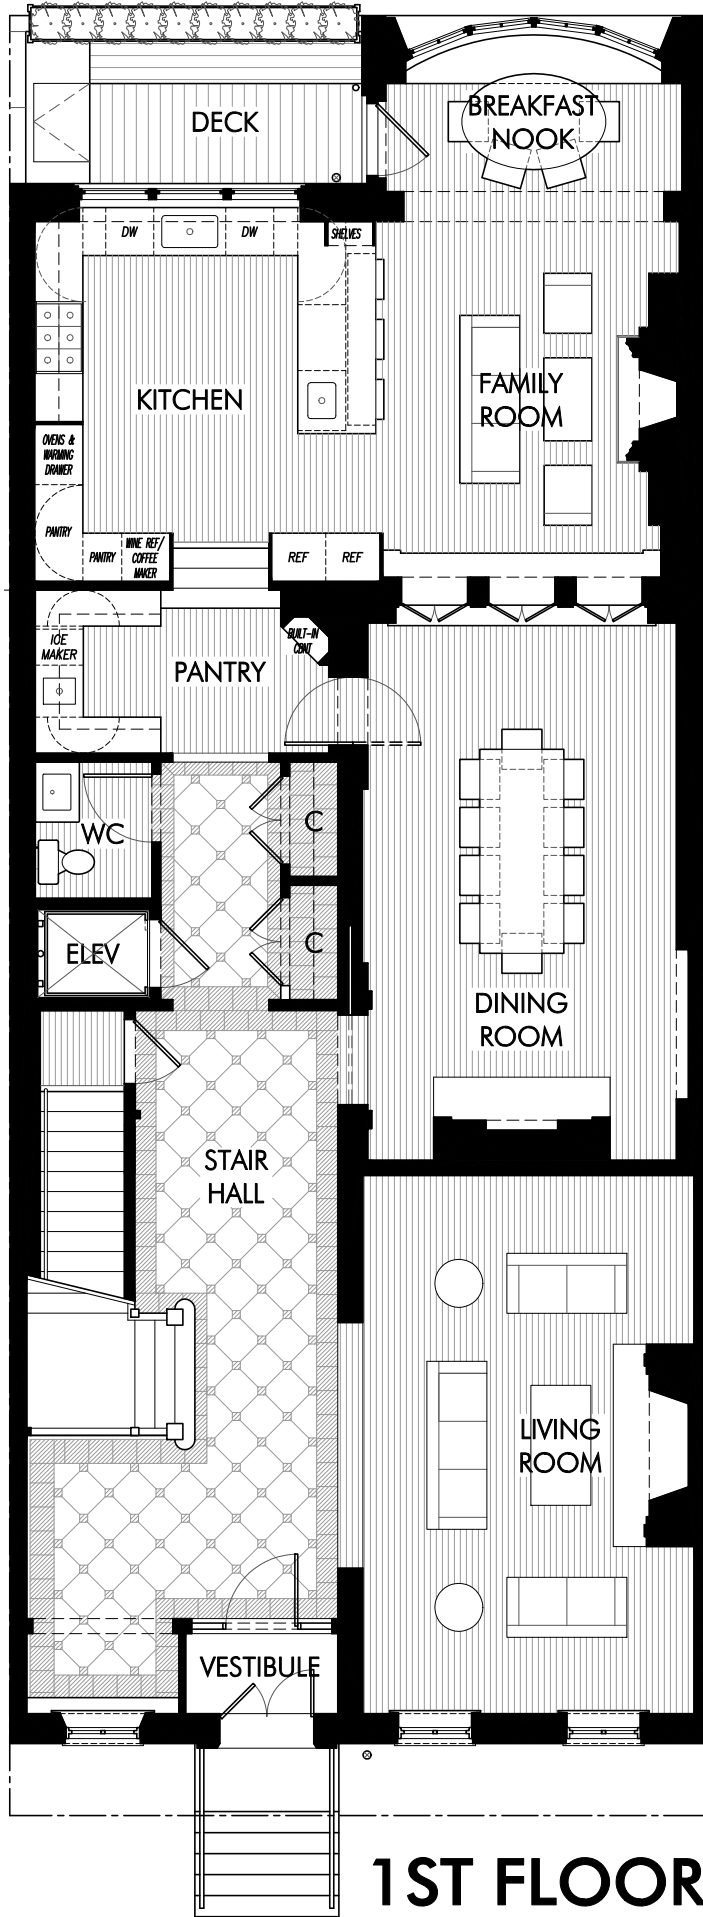 DECK
BREAKFAST
NOOK
DW
DW
SHELVES
KITCHEN
FAMILY
ROOM
OVENS &
WARMING
DRAWER
PANTRY
PANTRY
WINE REF/
COFFEE
MAKER
REF
REF
ICE
MAKER
PANTRY
BUILT-IN
CBNT
WC
C
ELEV
C
DINING
ROOM
STAIR
HALL
LIVING
ROOM
VESTIBULE
1ST FLOOR